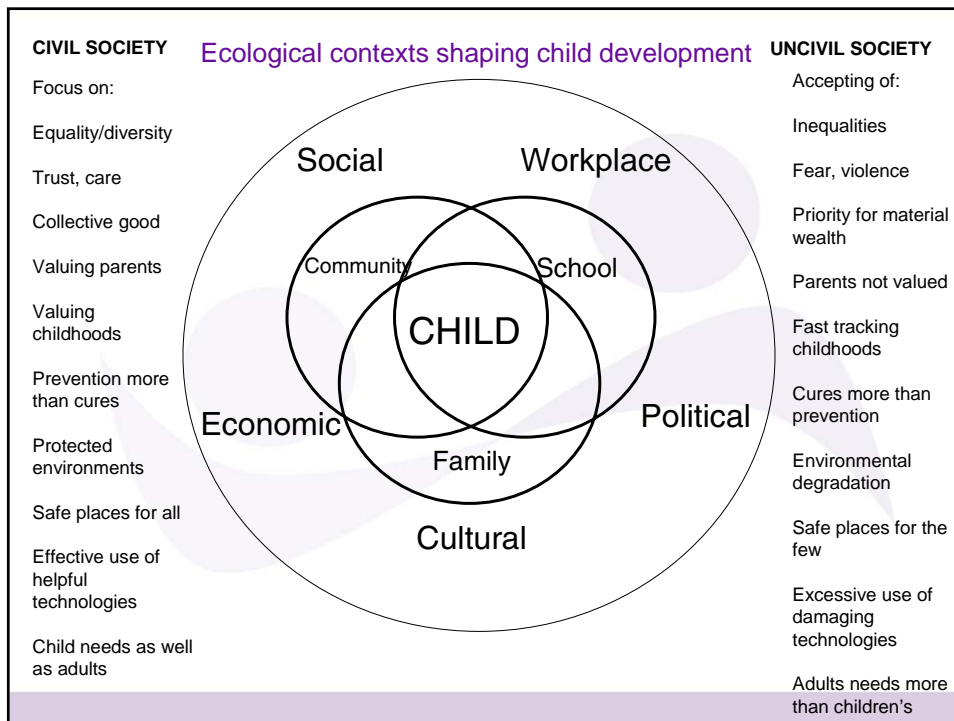 Ecological contexts shaping child development
CIVIL SOCIETY
Focus on:
Equality/diversity
Trust, care
Collective good
Valuing parents
Valuing
childhoods
Prevention more
than cures
Protected
environments
Safe places for all
Effective use of
helpful
technologies
Child needs as well
as adults
Social
Workplace
Community
School
CHILD
Economic
Political
Family
Cultural
UNCIVIL SOCIETY
Accepting of:
Inequalities
Fear, violence
Priority for material
wealth
Parents not valued
Fast tracking
childhoods
Cures more than
prevention
Environmental
degradation
Safe places for the
few
Excessive use of
damaging
technologies
Adults needs more
than children's